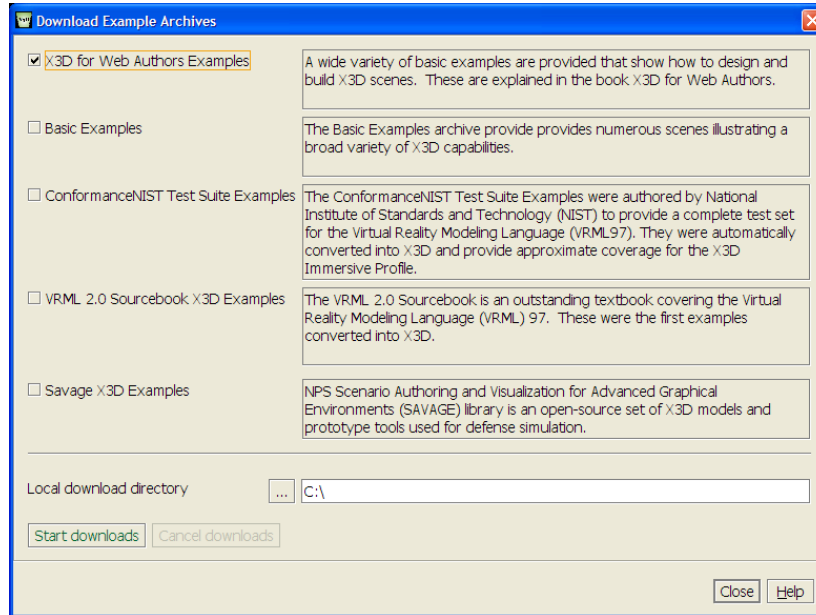 Download Example Archives
X3D for Web Authors Examples
A wide variety of basic examples are provided that show how to design and
build X3D scenes. These are explained in the book X3D for Web Authors.
Basic Examples
The Basic Examples archive provide provides numerous scenes illustrating a
broad variety of X3D capabilities.
ConformanceNIST Test Suite Examples
The ConformanceNIST Test Suite Examples were authored by National
Institute of Standards and Technology (NIST) to provide a complete test set
for the Virtual Reality Modeling Language (VRML97). They were automatically
converted into X3D and provide approximate coverage for the X3D
Immersive Profile.
VRML 2.0 Sourcebook X3D Examples
The VRML 2.0 Sourcebook is an outstanding textbook covering the Virtual
Reality Modeling Language (VRML) 97. These were the first examples
converted into X3D.
Savage X3D Examples
NPS Scenario Authoring and Visualization for Advanced Graphical
Environments (SAVAGE) library is an open-source set of X3D models and
prototype tools used for defense simulation.
Local download directory ... C:\
Start downloads Cancel downloads
Close Help